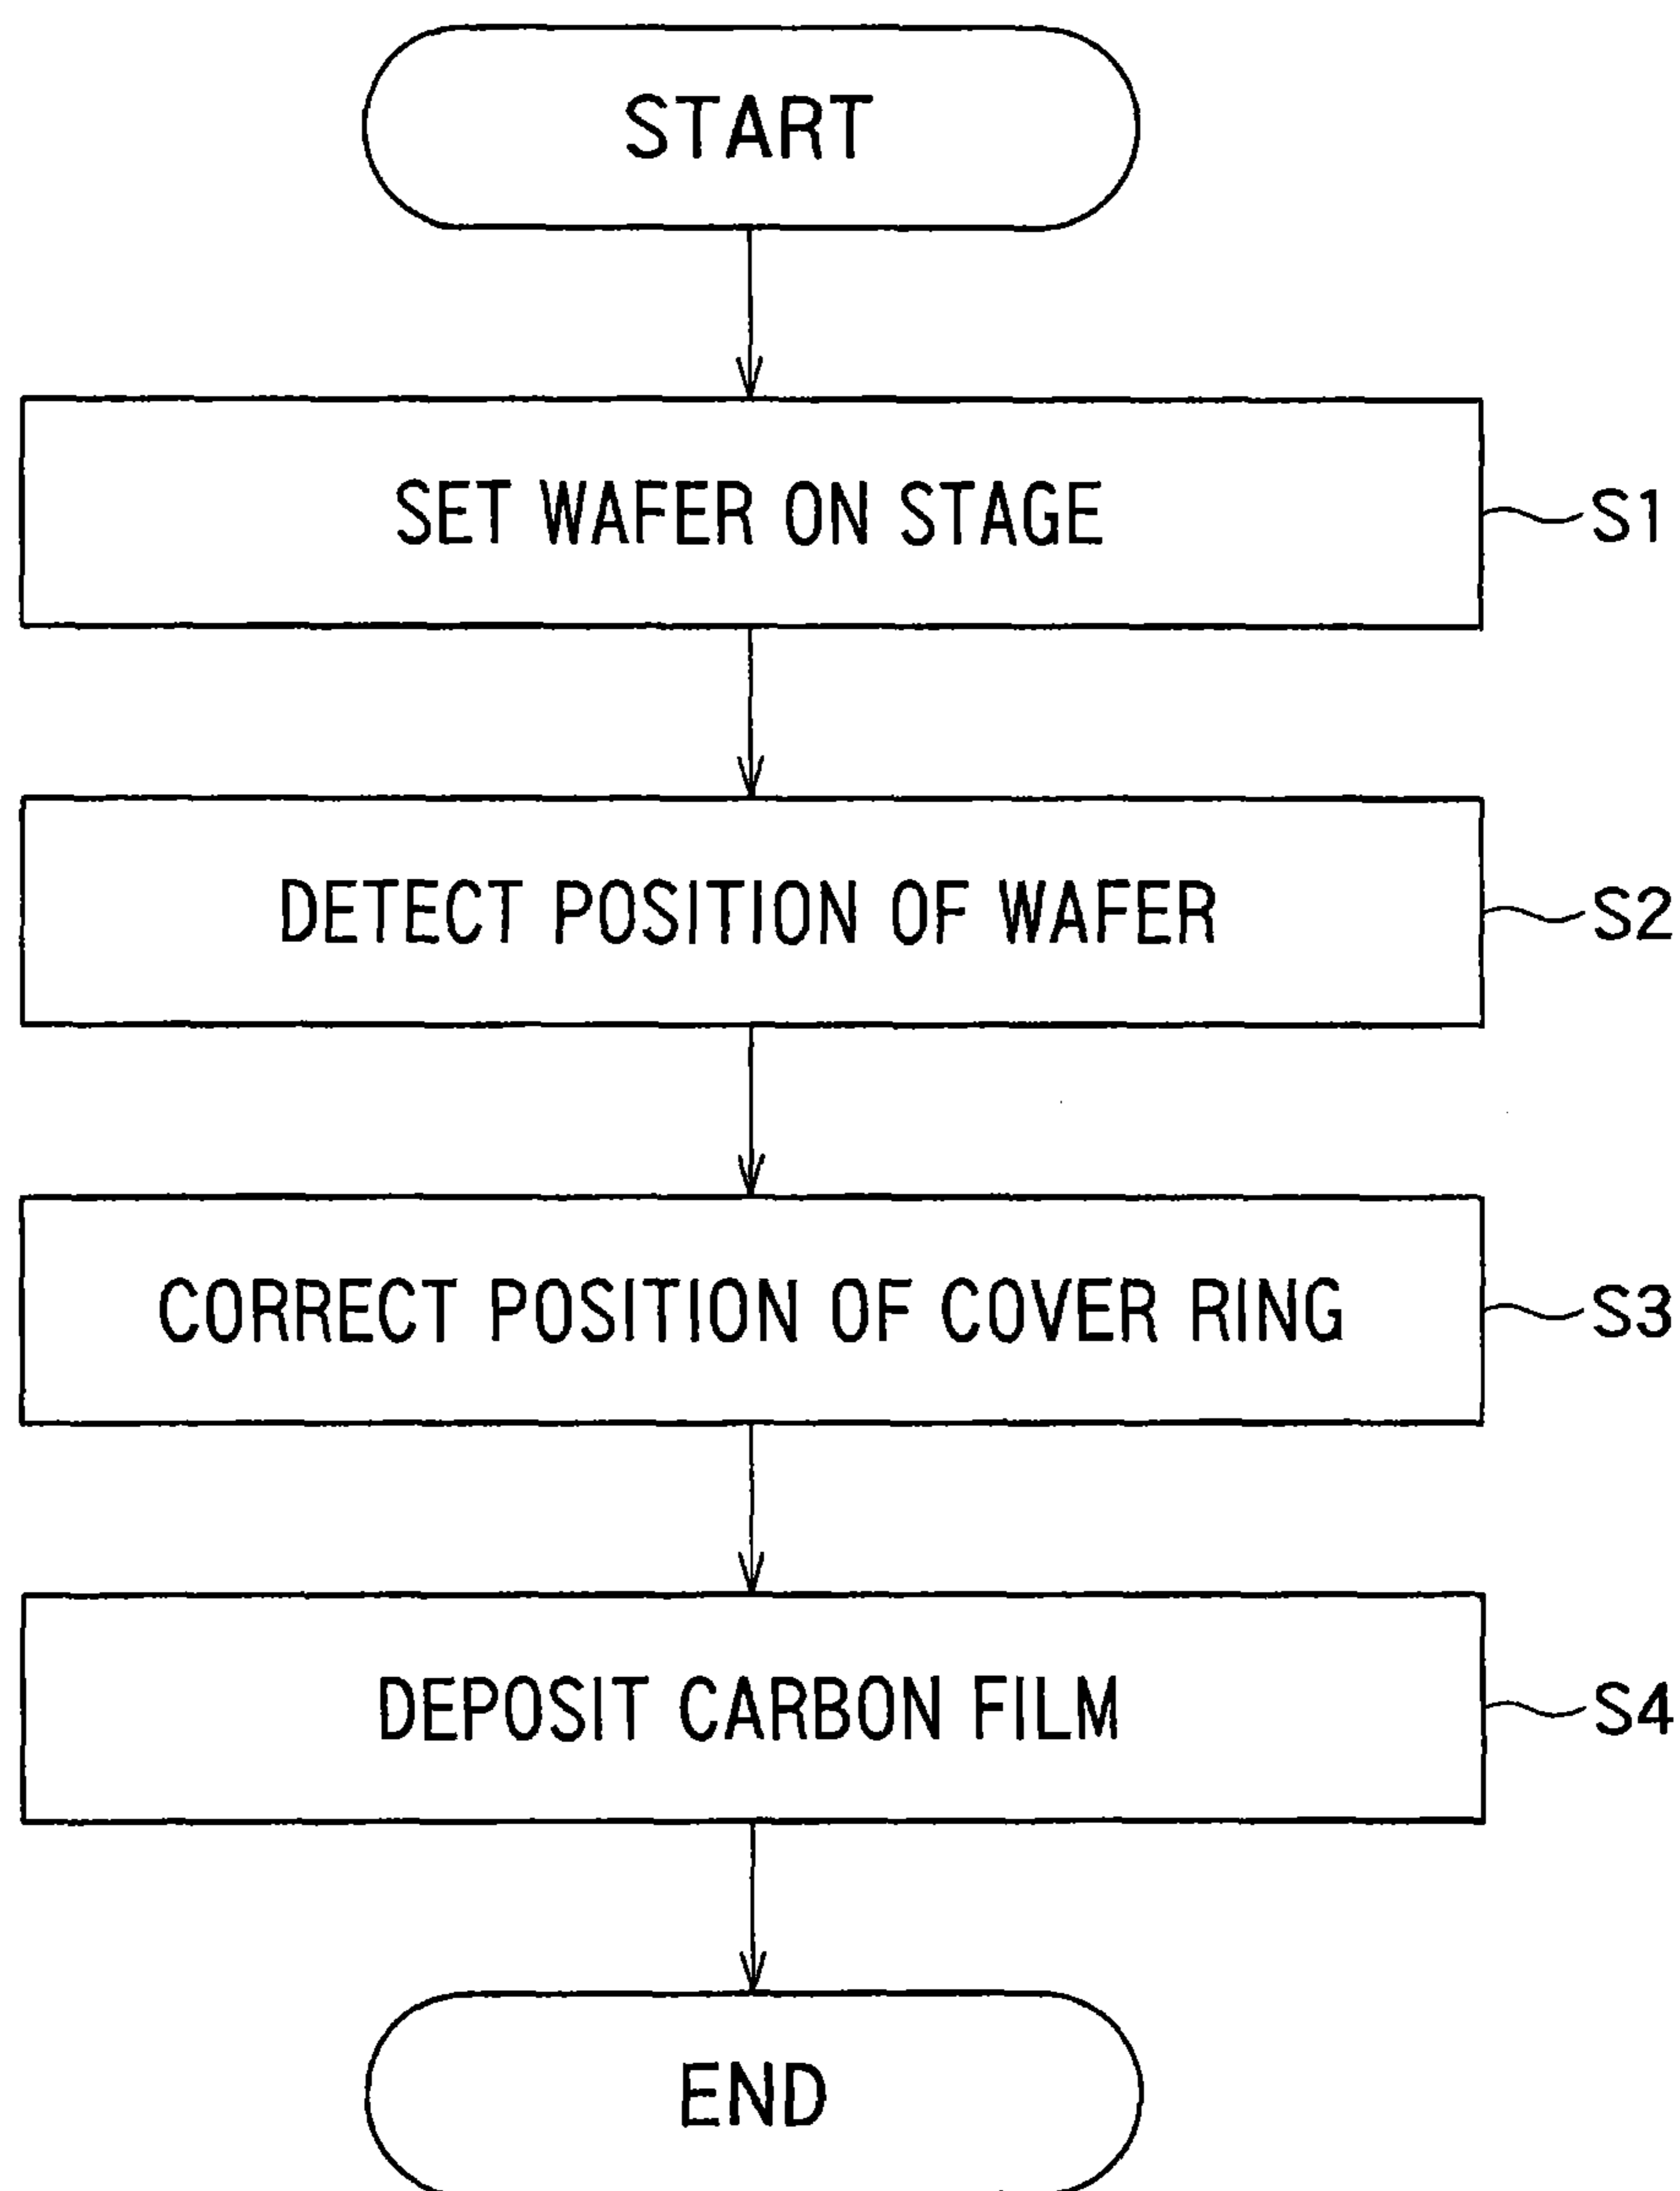 START
SET WAFER ON STAGE
S1
DETECT POSITION OF WAFER
S2
CORRECT POSITION OF COVER RING
S3
DEPOSIT CARBON FILM
S4
END